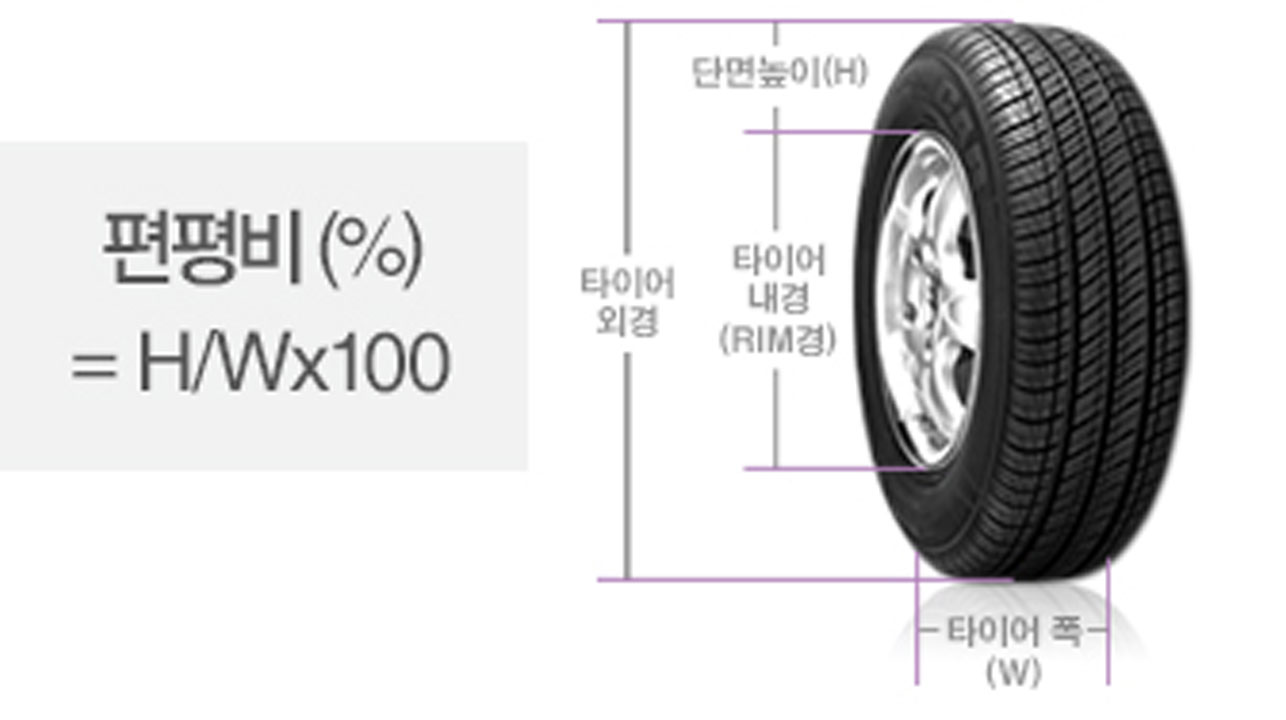 편평비 (%)
= H/Wx100
단면높이(H)
타이어
외경
타이어
내경
(RIM경)
타이어 쪽
(W)